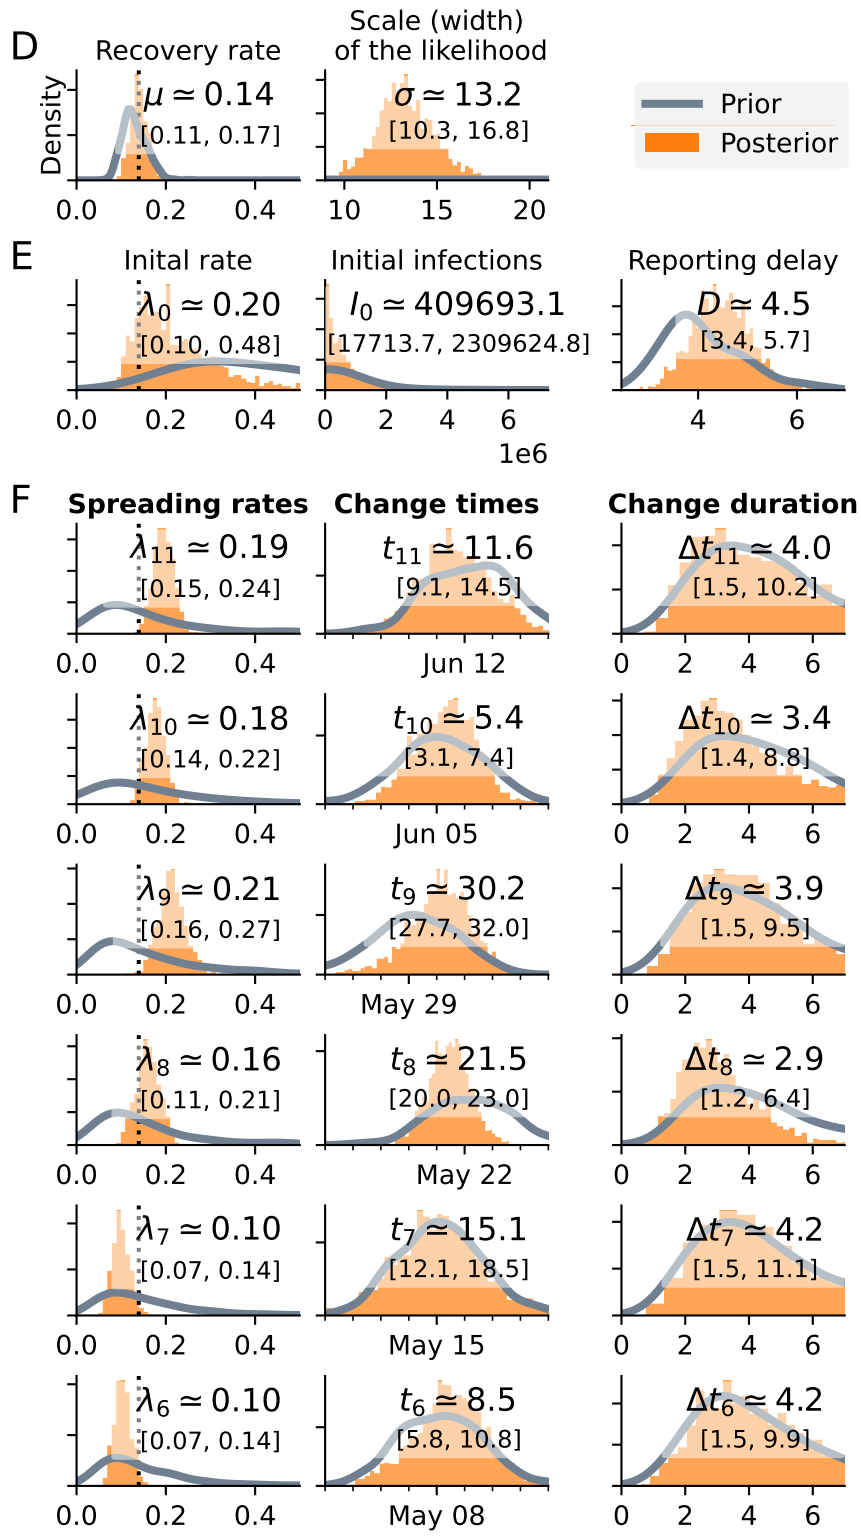 D
Recovery rate
Scale (width)
of the likelihood
Density
μ ≃ 0.14
[0.11, 0.17]
σ ≃ 13.2
[10.3, 16.8]
Prior
Posterior
0.0 0.2 0.4
10 15 20
E
Inital rate
Initial infections
Reporting delay
λ0 ≃ 0.20
[0.10, 0.48]
I0 ≃ 409693.1
[17713.7, 2309624.8]
D ≃ 4.5
[3.4, 5.7]
0.0 0.2 0.4
0 2 4 6
1e6
4 6
F
Spreading rates
Change times
Change duration
λ11 ≃ 0.19
[0.15, 0.24]
t11 ≃ 11.6
[9.1, 14.5]
Δt11 ≃ 4.0
[1.5, 10.2]
0.0 0.2 0.4
Jun 12
0 2 4 6
λ10 ≃ 0.18
[0.14, 0.22]
t10 ≃ 5.4
[3.1, 7.4]
Δt10 ≃ 3.4
[1.4, 8.8]
0.0 0.2 0.4
Jun 05
0 2 4 6
λ9 ≃ 0.21
[0.16, 0.27]
t9 ≃ 30.2
[27.7, 32.0]
Δt9 ≃ 3.9
[1.5, 9.5]
0.0 0.2 0.4
May 29
0 2 4 6
λ8 ≃ 0.16
[0.11, 0.21]
t8 ≃ 21.5
[20.0, 23.0]
Δt8 ≃ 2.9
[1.2, 6.4]
0.0 0.2 0.4
May 22
0 2 4 6
λ7 ≃ 0.10
[0.07, 0.14]
t7 ≃ 15.1
[12.1, 18.5]
Δt7 ≃ 4.2
[1.5, 11.1]
0.0 0.2 0.4
May 15
0 2 4 6
λ6 ≃ 0.10
[0.07, 0.14]
t6 ≃ 8.5
[5.8, 10.8]
Δt6 ≃ 4.2
[1.5, 9.9]
0.0 0.2 0.4
May 08
0 2 4 6